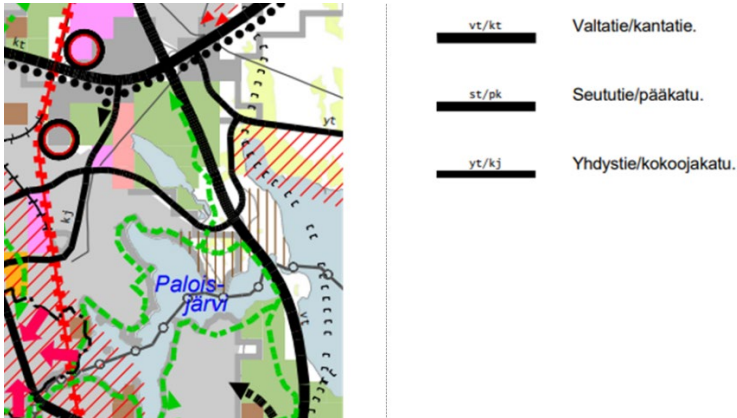 kt
yt
kj
Palois-
järvi
vt
vt/kt
Valtatie/kantatie.
st/pk
Seututie/pääkatu.
yt/kj
Yhdystie/kokoojakatu.